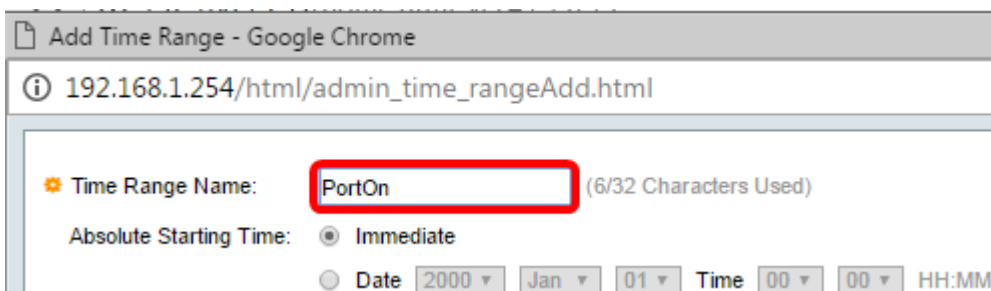 Add Time Range - Google Chrome
192.168.1.254/html/admin_time_rangeAdd.html
Time Range Name: PortOn (6/32 Characters Used)
Absolute Starting Time: Immediate
Date 2000 Jan 01 Time 00 00 HH:MM